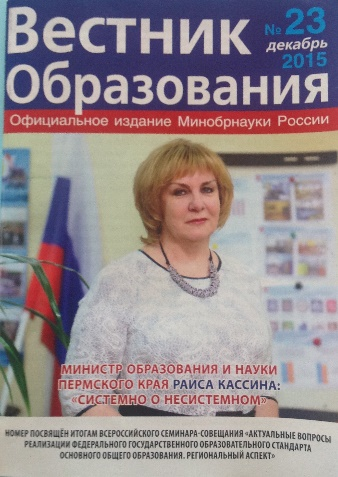 Вестник
Образования
№ 23
декабрь
2015
Официальное издание Минобрнауки России
МИНИСТР ОБРАЗОВАНИЯ И НАУКИ
ПЕРМСКОГО КРАЯ РАИСА КАССИНА:
«СИСТЕМНО О НЕСИСТЕМНОМ»
НОМЕР ПОСВЯЩЁН ИТОГАМ ВСЕРОССИЙСКОГО СЕМИНАРА-СОВЕЩАНИЯ «АКТУАЛЬНЫЕ ВОПРОСЫ
РЕАЛИЗАЦИИ ФЕДЕРАЛЬНОГО ГОСУДАРСТВЕННОГО ОБРАЗОВАТЕЛЬНОГО СТАНДАРТА
ОСНОВНОГО ОБЩЕГО ОБРАЗОВАНИЯ. РЕГИОНАЛЬНЫЙ АСПЕКТ»